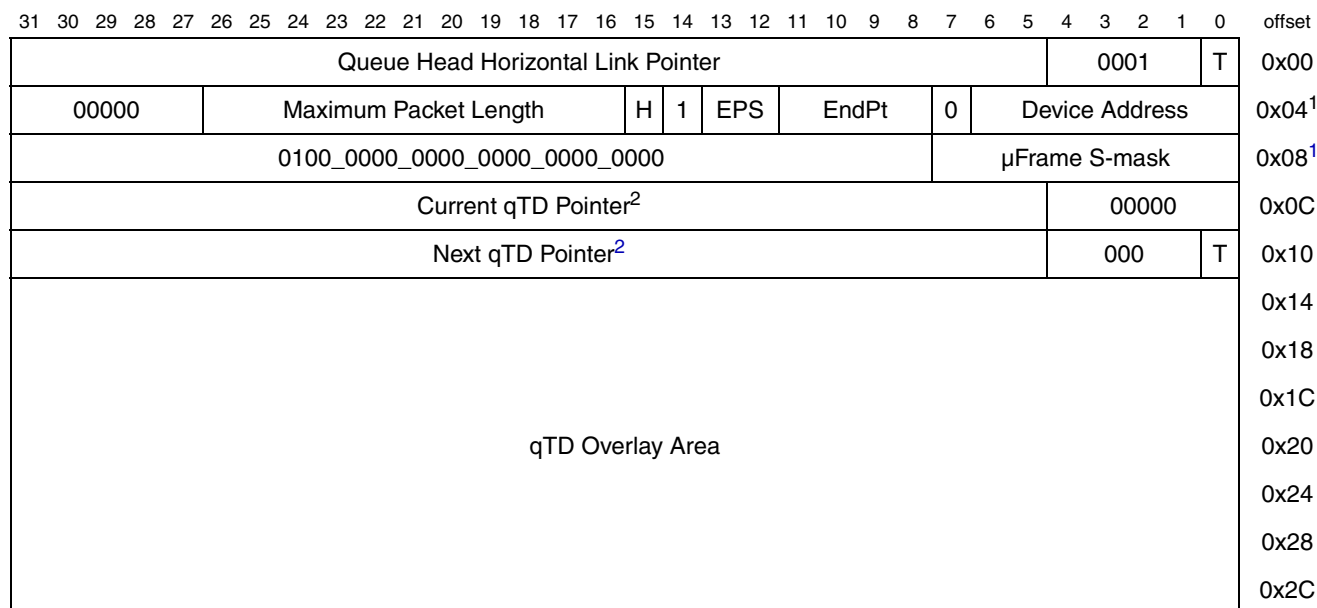 31 30 29 28 27 26 25 24 23 22 21 20 19 18 17 16 15 14 13 12 11 10 9 8 7 6 5 4 3 2 1 0 offset
Queue Head Horizontal Link Pointer 0001 T 0x00
00000 Maximum Packet Length H 1 EPS EndPt 0 Device Address 0x04¹
0100_0000_0000_0000_0000_0000 µFrame S-mask 0x08¹
Current qTD Pointer² 00000 0x0C
Next qTD Pointer² 000 T 0x10
0x14
0x18
0x1C
qTD Overlay Area 0x20
0x24
0x28
0x2C